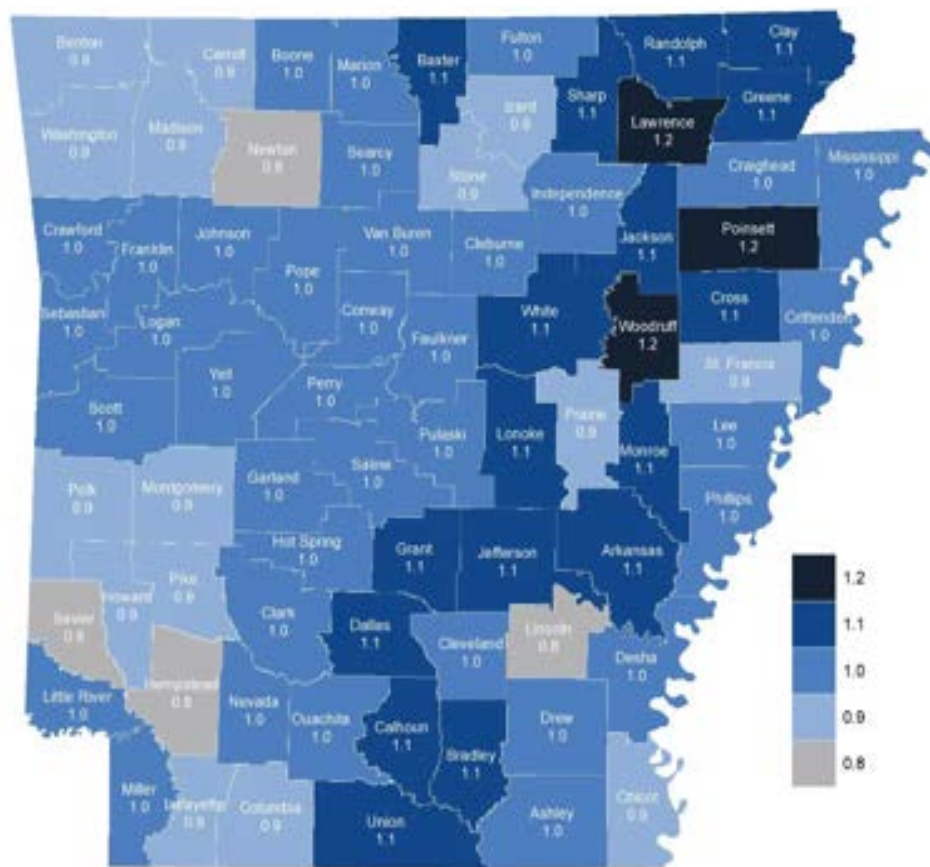 Benton
0.9
Carroll
0.9
Boone
1.0
Marion
1.0
Baxter
1.1
Fulton
1.0
Randolph
1.1
Clay
1.1
Izard
0.9
Sharp
1.1
Lawrence
1.2
Greene
1.1
Washington
0.9
Madison
0.9
Newton
0.8
Searcy
1.0
Stone
0.9
Independence
1.0
Craighead
1.0
Mississippi
1.0
Crawford
1.0
Franklin
1.0
Johnson
1.0
Pope
1.0
Van Buren
1.0
Cleburne
1.0
Jackson
1.1
Poinsett
1.2
Sebastian
1.0
Logan
1.0
Conway
1.0
Faulkner
1.0
White
1.1
Woodruff
1.2
Cross
1.1
Crittenden
1.0
Scott
1.0
Yell
1.0
Perry
1.0
Pulaski
1.0
Lonoke
1.1
Prairie
0.9
St. Francis
0.9
Monroe
1.1
Lee
1.0
Phillips
1.0
Polk
0.9
Montgomery
0.9
Garland
1.0
Saline
1.0
Hot Spring
1.0
Grant
1.1
Jefferson
1.1
Arkansas
1.1
Sevier
0.8
Howard
0.9
Pike
0.9
Clark
1.0
Dallas
1.1
Cleveland
1.0
Lincoln
0.8
Desha
1.0
Little River
1.0
Hempstead
0.8
Nevada
1.0
Ouachita
1.0
Calhoun
1.1
Bradley
1.1
Drew
1.0
Miller
1.0
Lafayette
0.9
Columbia
0.9
Union
1.1
Ashley
1.0
Chicot
0.9
1.2
1.1
1.0
0.9
0.8